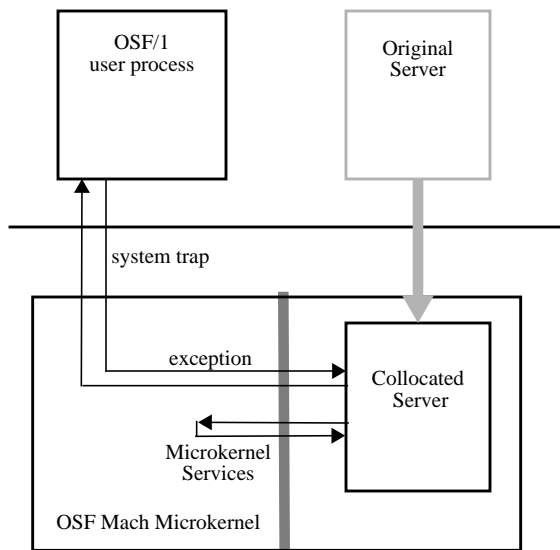 OSF/1
user process
Original
Server
system trap
exception
Collocated
Server
Microkernel
Services
OSF Mach Microkernel